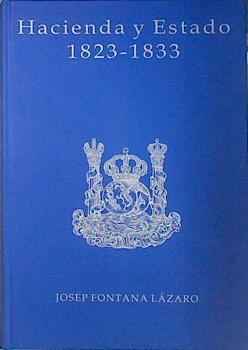 Hacienda y Estado
1823-1833
JOSEP FONTANA LÁZARO